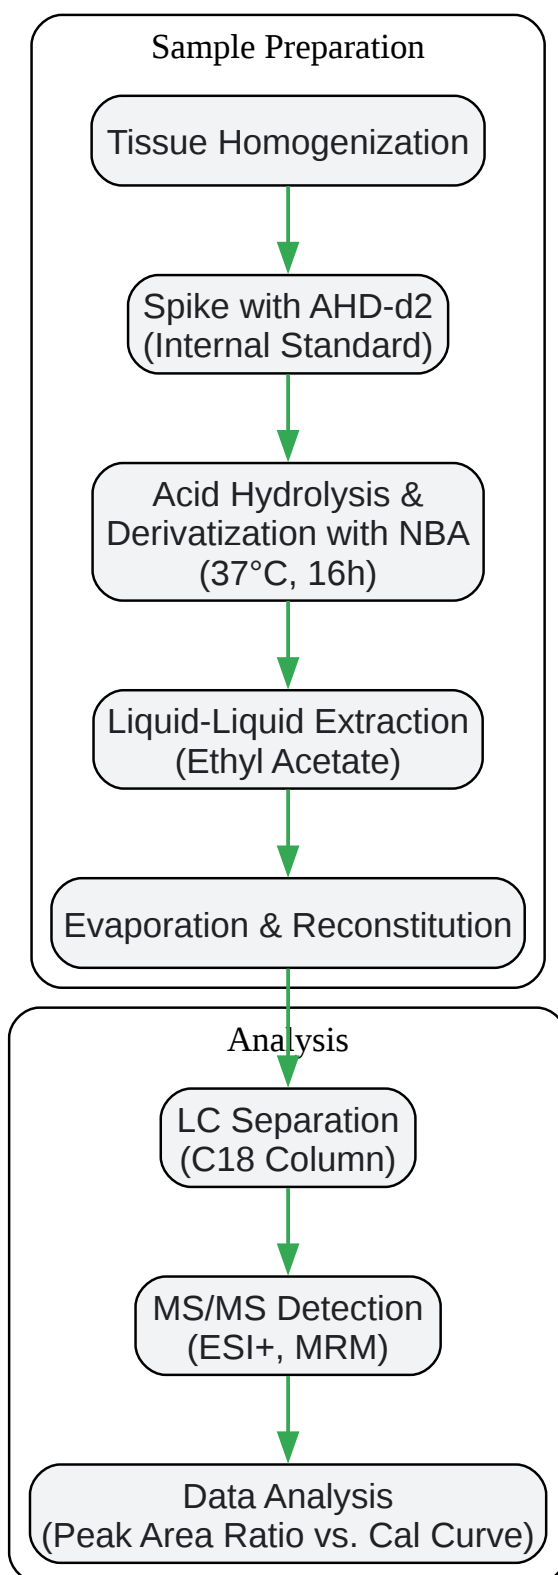 Sample Preparation
Tissue Homogenization
Spike with AHD-d2
(Internal Standard)
Acid Hydrolysis &
Derivatization with NBA
(37°C, 16h)
Liquid-Liquid Extraction
(Ethyl Acetate)
Evaporation & Reconstitution
Analysis
LC Separation
(C18 Column)
MS/MS Detection
(ESI+, MRM)
Data Analysis
(Peak Area Ratio vs. Cal Curve)